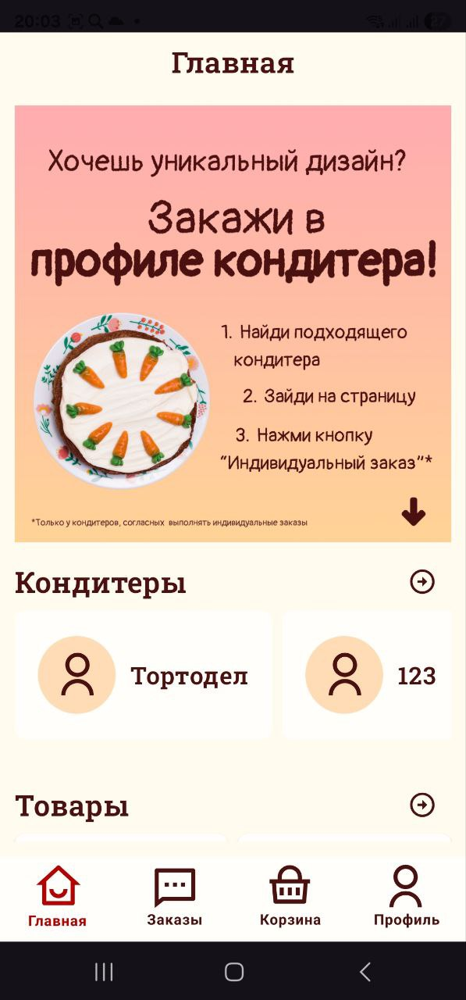 20:03
27
Главная
Хочешь уникальный дизайн?
Закажи в
профиле кондитера!
1. Найди подходящего
кондитера
2. Зайди на страницу
3. Нажми кнопку
“Индивидуальный заказ”*
*Только у кондитеров, согласных выполнять индивидуальные заказы
Кондитеры
Тортодел
123
Товары
Главная
Заказы
Корзина
Профиль